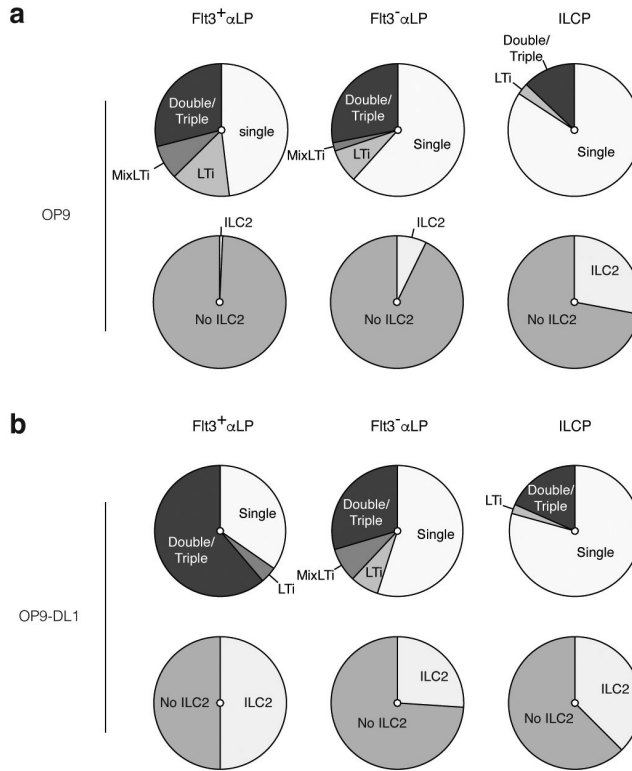 a
Flt3+αLP
Flt3-αLP
ILCP
OP9
Double/
Triple
single
MixLTi
LTi
Double/
Triple
Single
MixLTi
LTi
Double/
Triple
LTi
Single
ILC2
No ILC2
ILC2
No ILC2
ILC2
No ILC2
b
Flt3+αLP
Flt3-αLP
ILCP
OP9-DL1
Single
Double/
Triple
LTi
Double/
Triple
Single
MixLTi
LTi
Double/
Triple
LTi
Single
No ILC2
ILC2
ILC2
No ILC2
ILC2
No ILC2